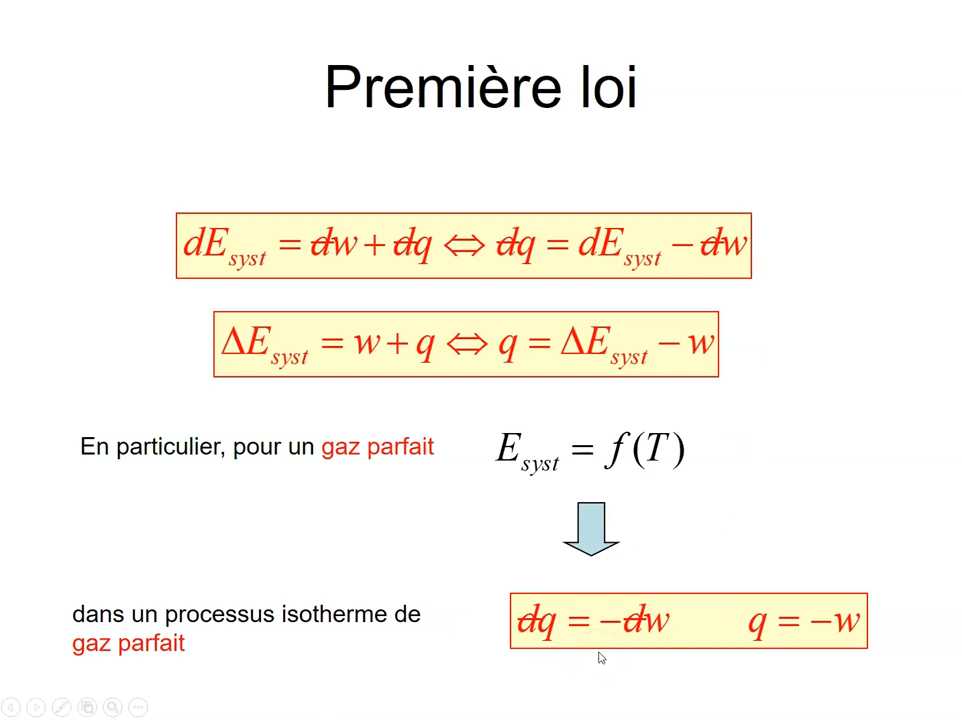 Première loi
dE_syst = đw + đq ⇔ đq = dE_syst − đw
ΔE_syst = w + q ⇔ q = ΔE_syst − w
En particulier, pour un gaz parfait
E_syst = f(T)
dans un processus isotherme de
gaz parfait
đq = −đw q = −w